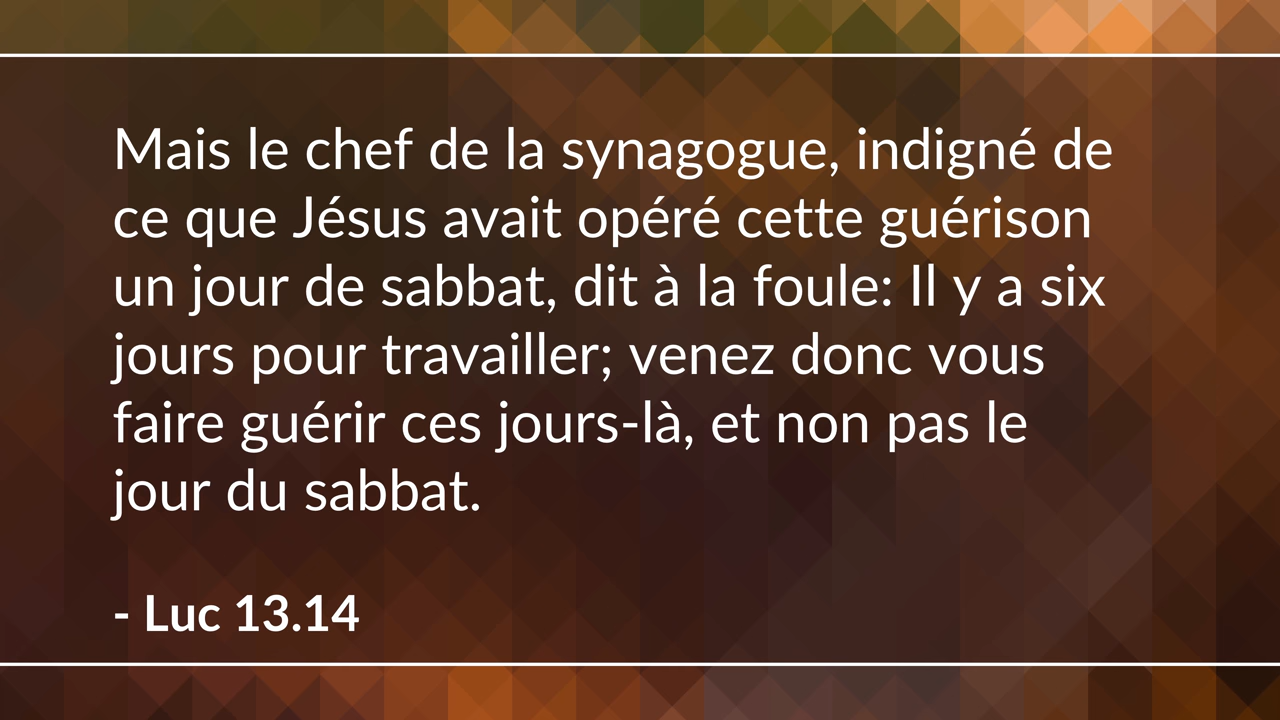 Mais le chef de la synagogue, indigné de
ce que Jésus avait opéré cette guérison
un jour de sabbat, dit à la foule: Il y a six
jours pour travailler; venez donc vous
faire guérir ces jours-là, et non pas le
jour du sabbat.
- Luc 13.14